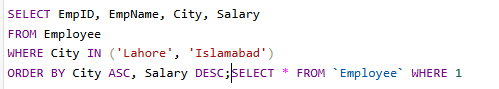 SELECT EmpID, EmpName, City, Salary
FROM Employee
WHERE City IN ('Lahore', 'Islamabad')
ORDER BY City ASC, Salary DESC;SELECT * FROM `Employee` WHERE 1